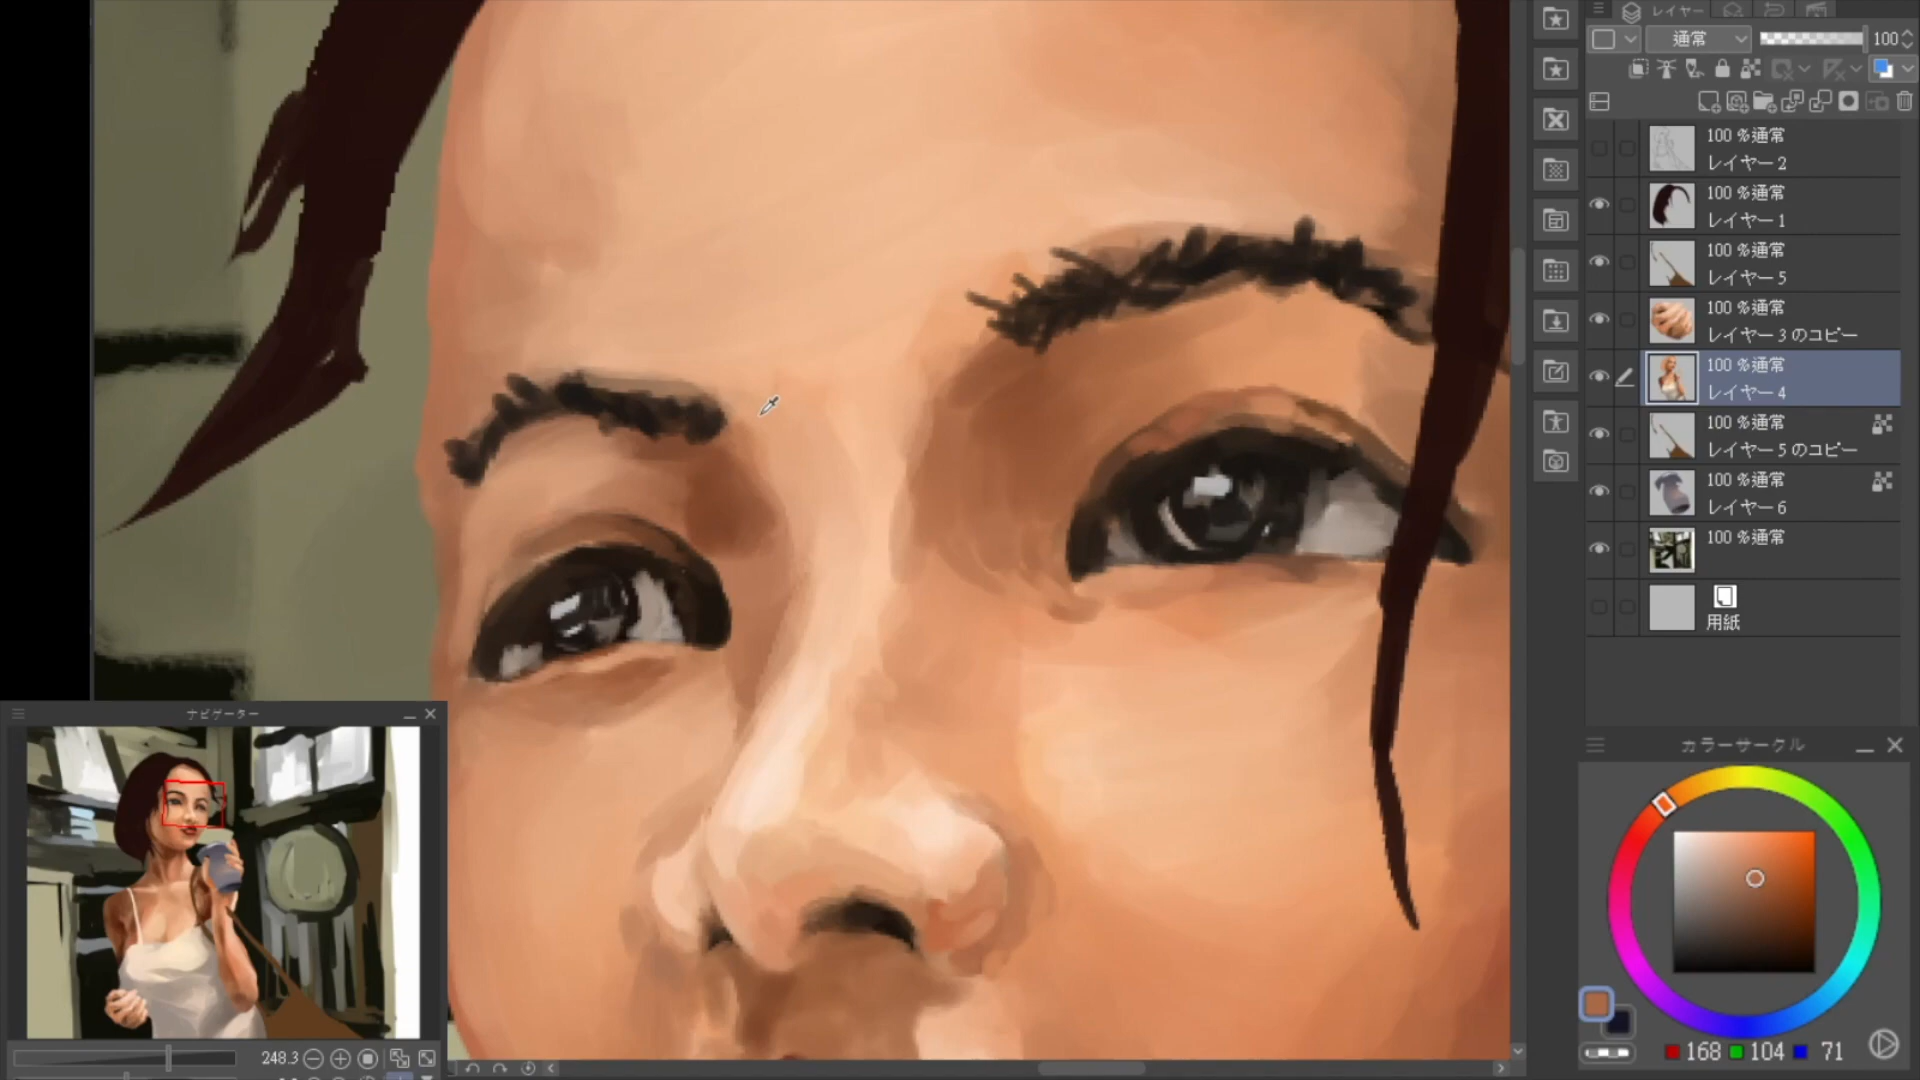 レイヤー
通常 100
100 %通常
レイヤー 2
100 %通常
レイヤー 1
100 %通常
レイヤー 5
100 %通常
レイヤー 3 のコピー
100 %通常
レイヤー 4
100 %通常
レイヤー 5 のコピー
100 %通常
レイヤー 6
100 %通常
用紙
ナビゲーター
カラーサークル
248.3
168 104 71